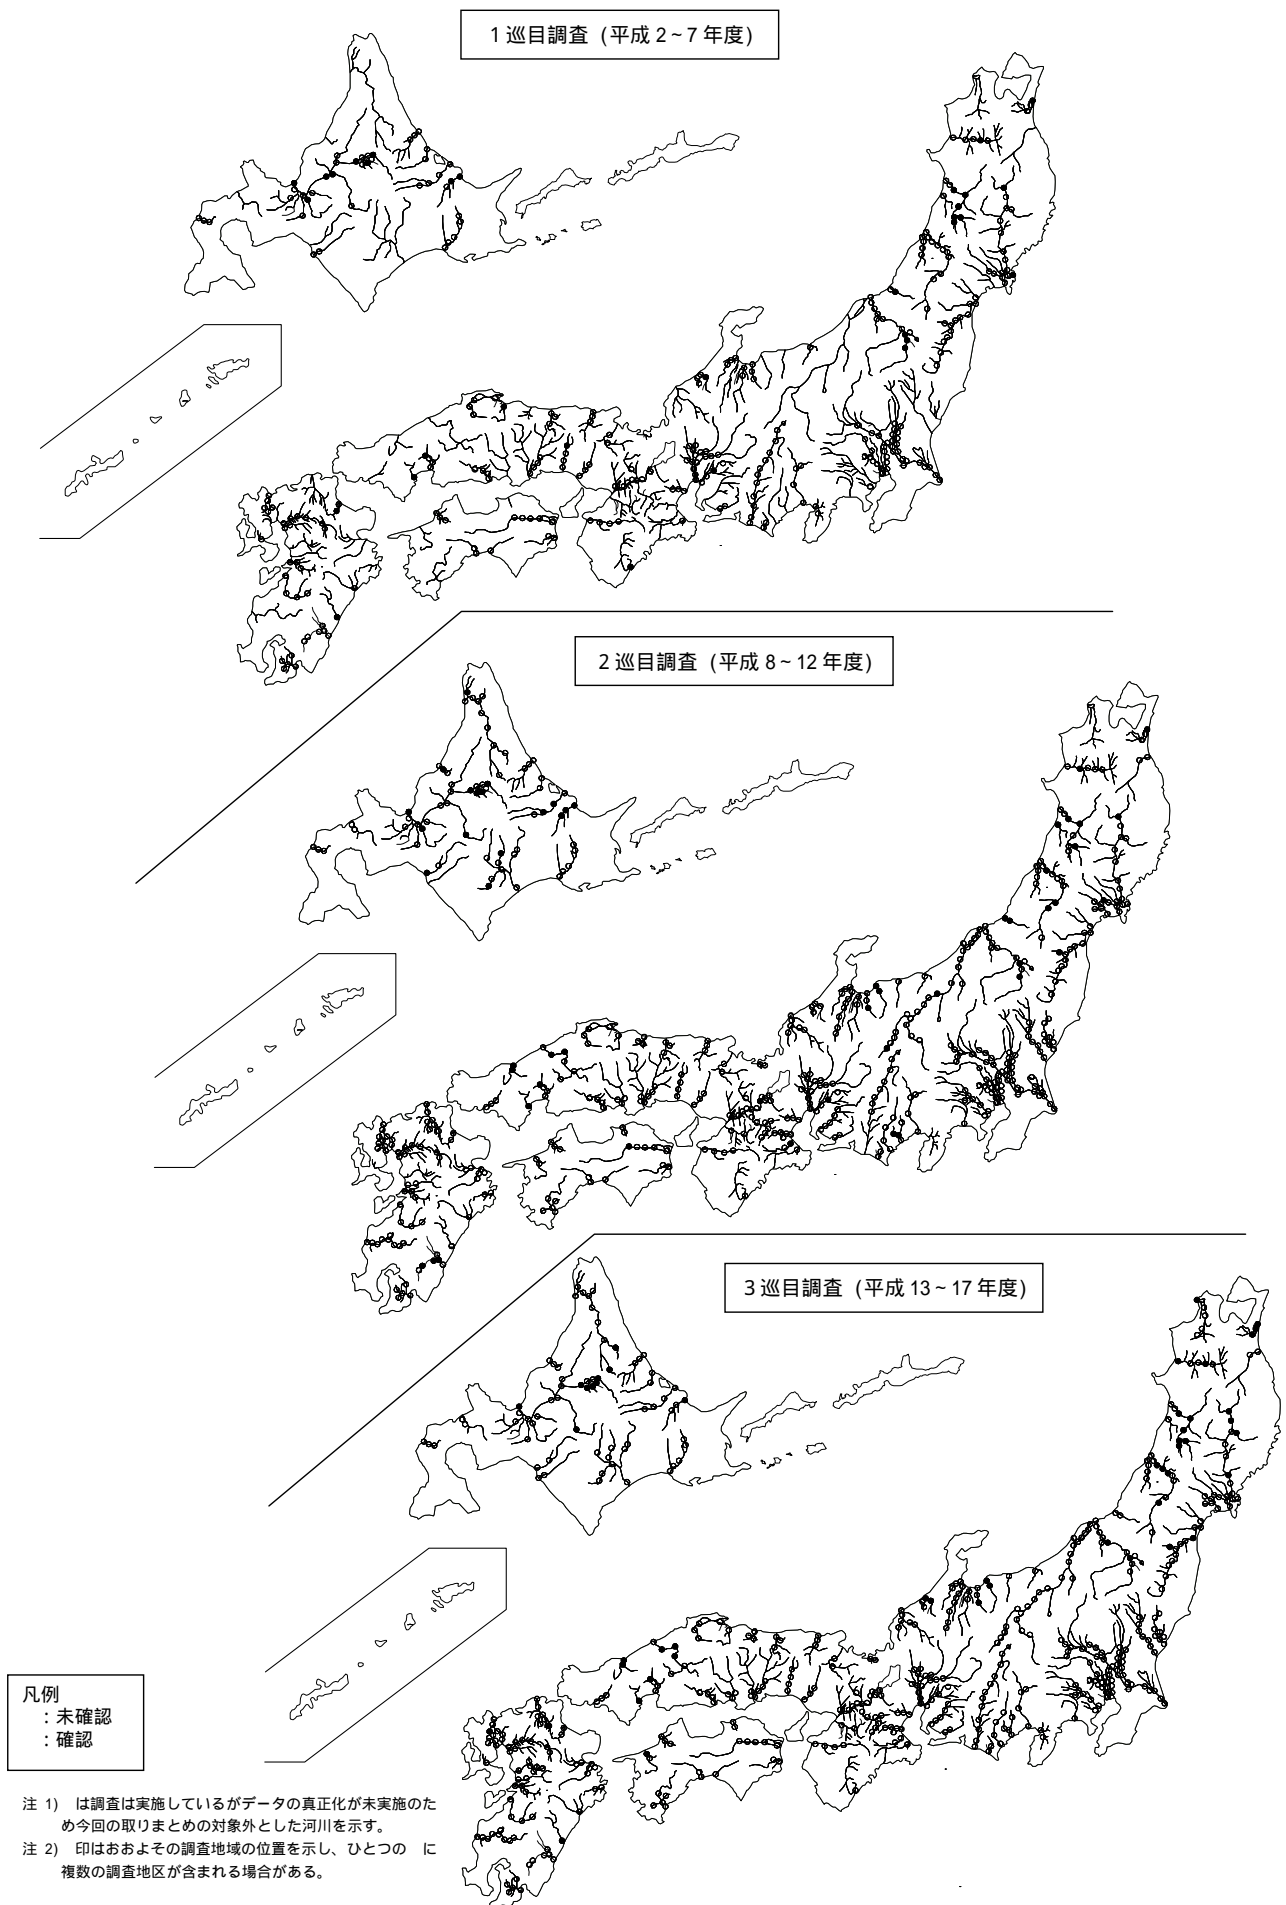 1巡目調査 (平成 2~7 年度)
2巡目調査 (平成 8~12 年度)
3巡目調査 (平成 13~17 年度)
凡例
：未確認
：確認
注 1) は調査は実施しているがデータの真正化が未実施のた
め今回の取りまとめの対象外とした河川を示す。
注 2) 印はおおよその調査地域の位置を示し、ひとつの に
複数の調査地区が含まれる場合がある。